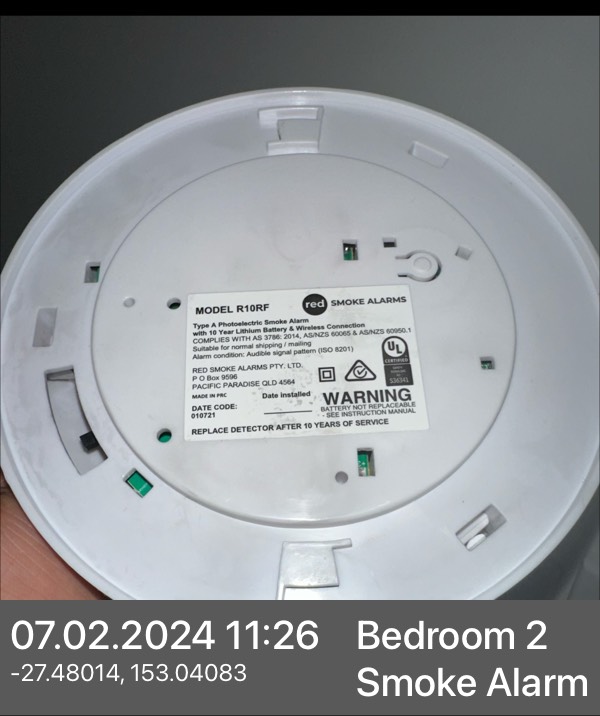 MODEL R10RF
red SMOKE ALARMS
Type A Photoelectric Smoke Alarm
with 10 Year Lithium Battery & Wireless Connection
COMPLIES WITH AS 3786: 2014, AS/NZS 60065 & AS/NZS 60950.1
Suitable for normal shipping / mailing
Alarm condition: Audible signal pattern (ISO 8201)
RED SMOKE ALARMS PTY. LTD.
P O Box 9596
PACIFIC PARADISE QLD 4564
UL
CERTIFIED
S36341
MADE IN PRC
Date installed
DATE CODE:
010721
WARNING
BATTERY NOT REPLACEABLE
- SEE INSTRUCTION MANUAL
REPLACE DETECTOR AFTER 10 YEARS OF SERVICE
07.02.2024 11:26
-27.48014, 153.04083
Bedroom 2
Smoke Alarm